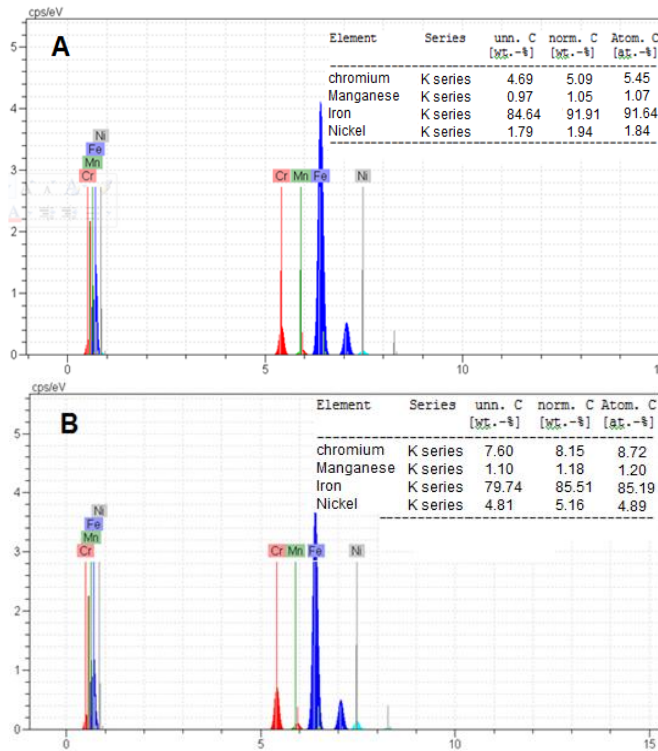 cps/eV
A
Element Series unn. C norm. C Atom. C
[wt.-%] [wt.-%] [at.-%]
chromium K series 4.69 5.09 5.45
Manganese K series 0.97 1.05 1.07
Iron K series 84.64 91.91 91.64
Nickel K series 1.79 1.94 1.84
5
4
3
2
1
0
Ni
Fe
Mn
Cr
Cr Mn Fe Ni
0 5 10 1
cps/eV
B
Element Series unn. C norm. C Atom. C
[wt.-%] [wt.-%] [at.-%]
chromium K series 7.60 8.15 8.72
Manganese K series 1.10 1.18 1.20
Iron K series 79.74 85.51 85.19
Nickel K series 4.81 5.16 4.89
5
4
3
2
1
0
Ni
Fe
Mn
Cr
Cr Mn Fe Ni
0 5 10 15